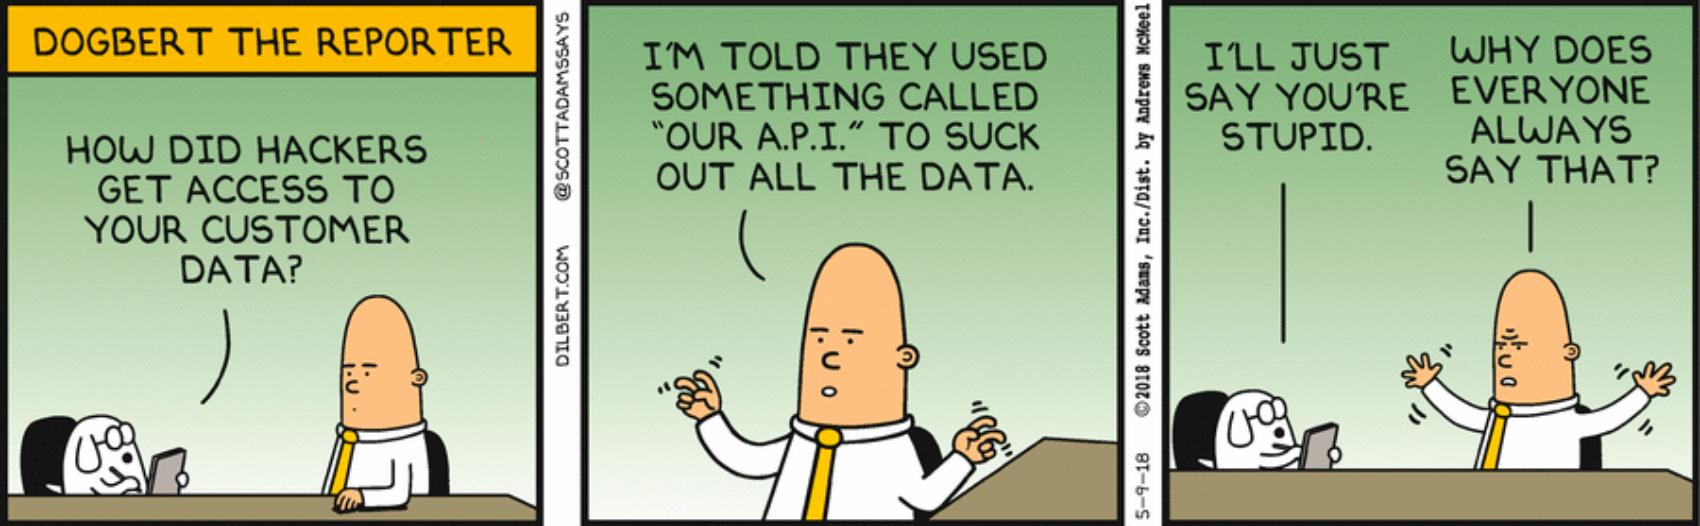 DOGBERT THE REPORTER
HOW DID HACKERS
GET ACCESS TO
YOUR CUSTOMER
DATA?
DILBERT.COM @SCOTTADAMSSAYS
I'M TOLD THEY USED
SOMETHING CALLED
"OUR A.P.I." TO SUCK
OUT ALL THE DATA.
5-9-18 ©2018 Scott Adams, Inc./Dist. by Andrews McMeel
I'LL JUST
SAY YOU'RE
STUPID.
WHY DOES
EVERYONE
ALWAYS
SAY THAT?